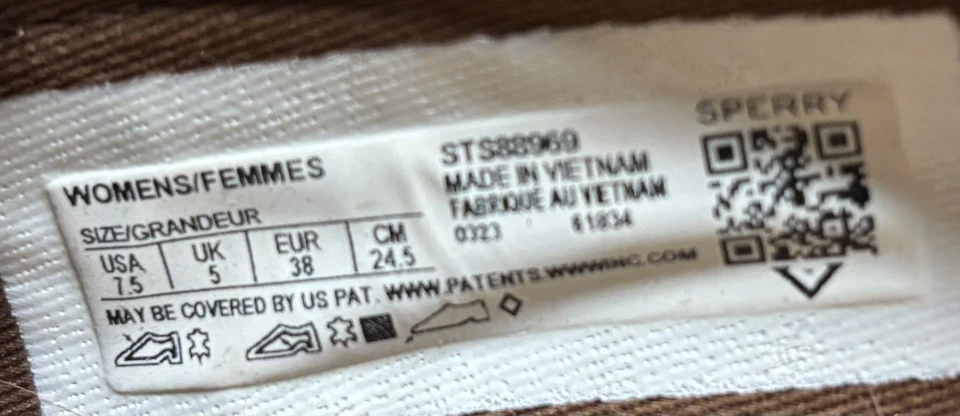 SPERRY
WOMENS/FEMMES
SIZE/GRANDEUR
USA UK EUR CM
7.5 5 38 24.5
STS88969
MADE IN VIETNAM
FABRIQUÉ AU VIETNAM
0323 61834
MAY BE COVERED BY US PAT. WWW.PATENTS.WWWINC.COM